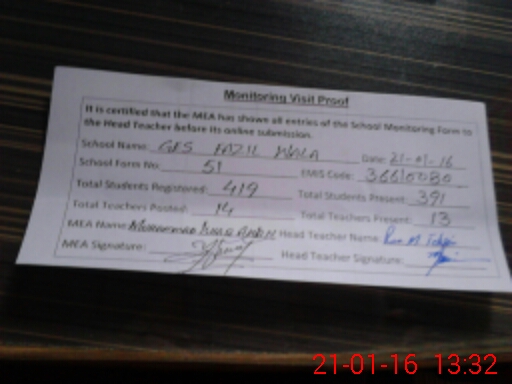 Monitoring Visit Proof
It is certified that the MEA has shown all entries of the School Monitoring Form to
the Head Teacher before its online submission.
School Name: GES FAZIL WALA Date: 21-01-16
School Form No: 51 EMIS Code: 36610080
Total Students Registered: 419 Total Students Present: 391
Total Teachers Posted: 14 Total Teachers Present: 13
MEA Name: Muhammad Head Teacher Name:
MEA Signature: Head Teacher Signature:
21-01-16 13:32